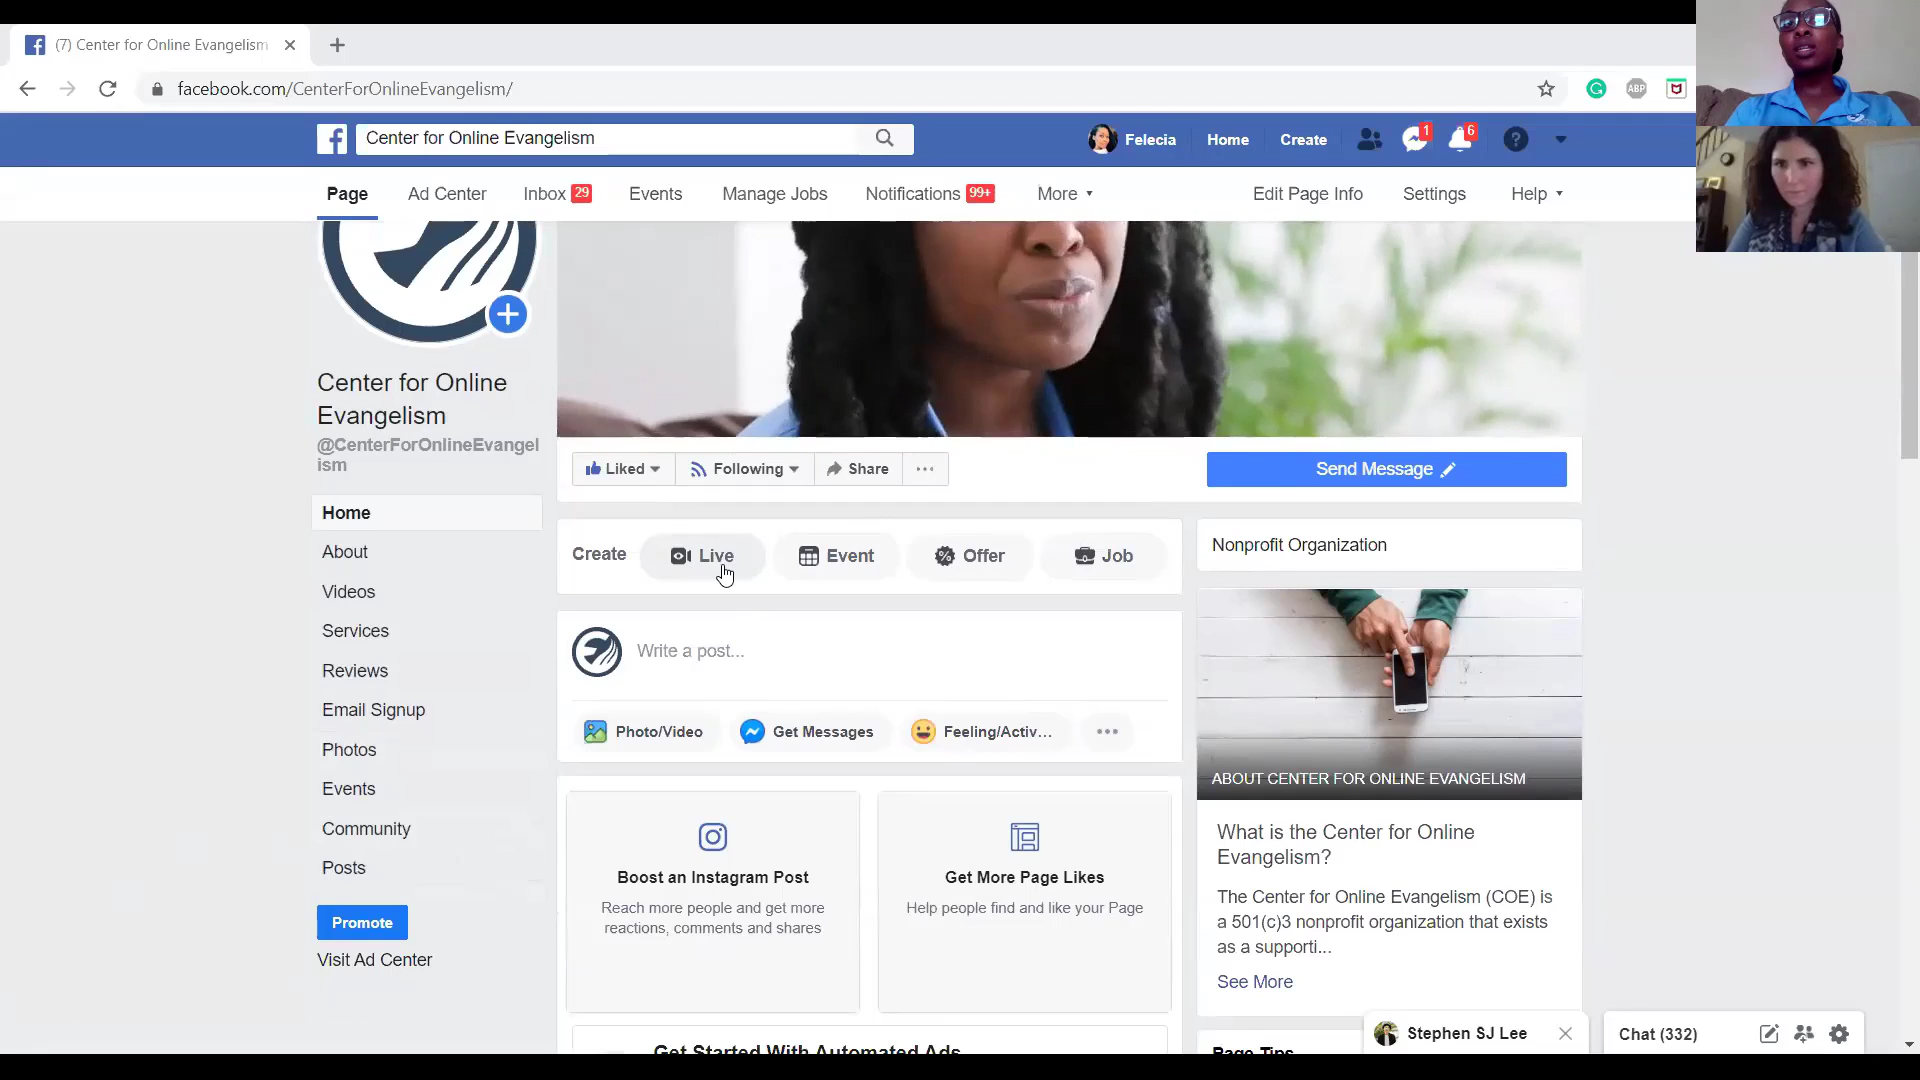 (7) Center for Online Evangelism
facebook.com/CenterForOnlineEvangelism/
ABP
Center for Online Evangelism
Felecia
Home
Create
1
6
Page
Ad Center
Inbox 29
Events
Manage Jobs
Notifications 99+
More
Edit Page Info
Settings
Help
Center for Online
Evangelism
@CenterForOnlineEvangel
ism
Liked
Following
Share
Send Message
Home
About
Videos
Services
Reviews
Email Signup
Photos
Events
Community
Posts
Promote
Visit Ad Center
Create
Live
Event
Offer
Job
Write a post...
Photo/Video
Get Messages
Feeling/Activ...
Boost an Instagram Post
Reach more people and get more
reactions, comments and shares
Get More Page Likes
Help people find and like your Page
Get Started With Automated Ads
Nonprofit Organization
ABOUT CENTER FOR ONLINE EVANGELISM
What is the Center for Online
Evangelism?
The Center for Online Evangelism (COE) is
a 501(c)3 nonprofit organization that exists
as a supporti...
See More
Page Tips
Stephen SJ Lee
Chat (332)